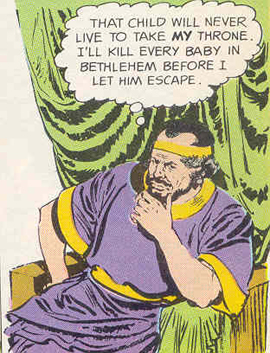 THAT CHILD WILL NEVER
LIVE TO TAKE MY THRONE.
I'LL KILL EVERY BABY IN
BETHLEHEM BEFORE I
LET HIM ESCAPE.